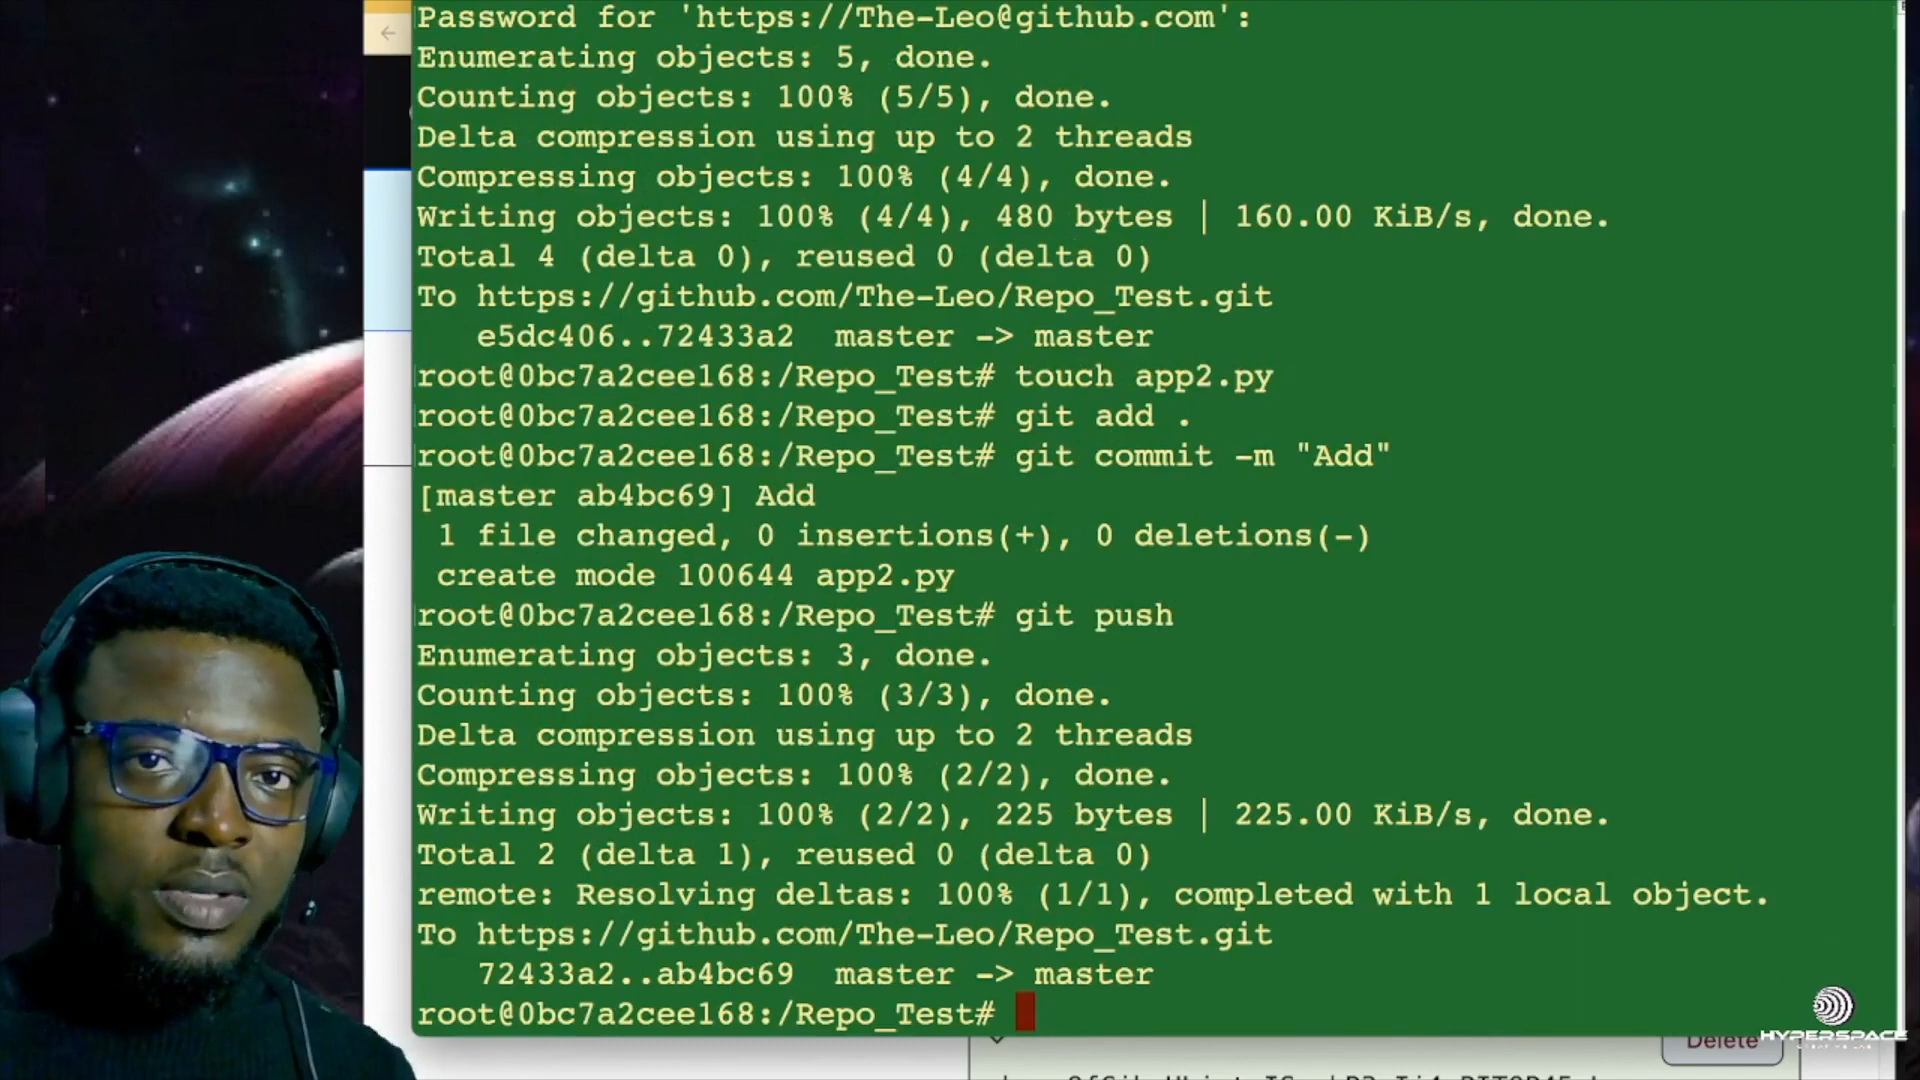 Password for 'https://The-Leo@github.com':
Enumerating objects: 5, done.
Counting objects: 100% (5/5), done.
Delta compression using up to 2 threads
Compressing objects: 100% (4/4), done.
Writing objects: 100% (4/4), 480 bytes | 160.00 KiB/s, done.
Total 4 (delta 0), reused 0 (delta 0)
To https://github.com/The-Leo/Repo_Test.git
e5dc406..72433a2 master -> master
root@0bc7a2cee168:/Repo_Test# touch app2.py
root@0bc7a2cee168:/Repo_Test# git add .
root@0bc7a2cee168:/Repo_Test# git commit -m "Add"
[master ab4bc69] Add
1 file changed, 0 insertions(+), 0 deletions(-)
create mode 100644 app2.py
root@0bc7a2cee168:/Repo_Test# git push
Enumerating objects: 3, done.
Counting objects: 100% (3/3), done.
Delta compression using up to 2 threads
Compressing objects: 100% (2/2), done.
Writing objects: 100% (2/2), 225 bytes | 225.00 KiB/s, done.
Total 2 (delta 1), reused 0 (delta 0)
remote: Resolving deltas: 100% (1/1), completed with 1 local object.
To https://github.com/The-Leo/Repo_Test.git
72433a2..ab4bc69 master -> master
root@0bc7a2cee168:/Repo_Test#
HYPERSPACE
Delete